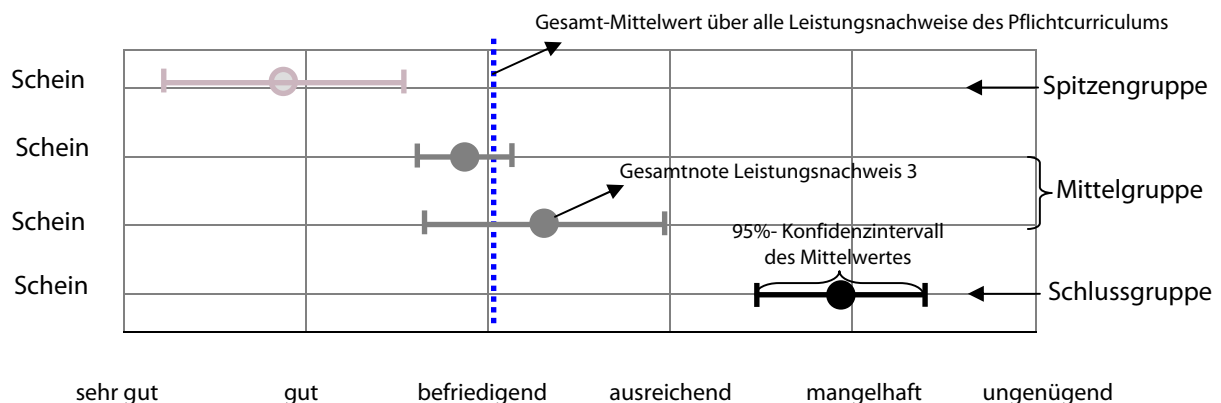 Gesamt-Mittelwert über alle Leistungsnachweise des Pflichtcurriculums
Schein
Spitzengruppe
Schein
Gesamtnote Leistungsnachweis 3
Mittelgruppe
Schein
95%- Konfidenzintervall
des Mittelwertes
Schein
Schlussgruppe
sehr gut
gut
befriedigend
ausreichend
mangelhaft
ungenügend